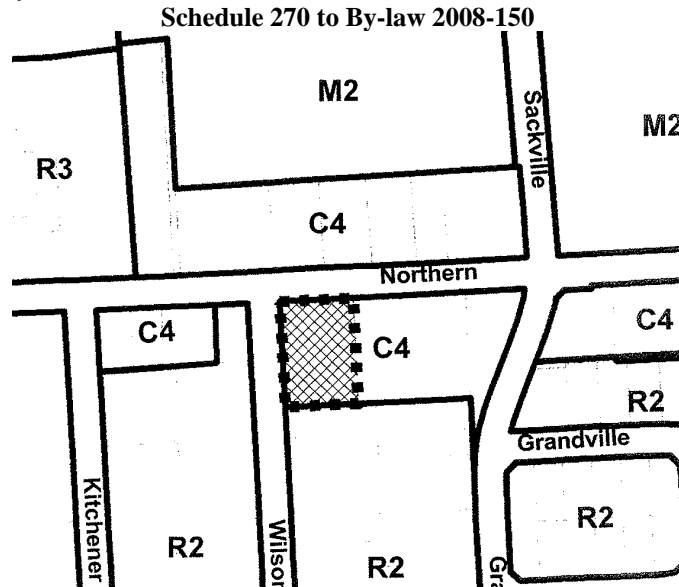 Schedule 270 to By-law 2008-150
M2
Sackville
M2
R3
C4
Northern
C4
C4
C4
R2
Grandville
Kitchener
R2
Wilson
R2
R2